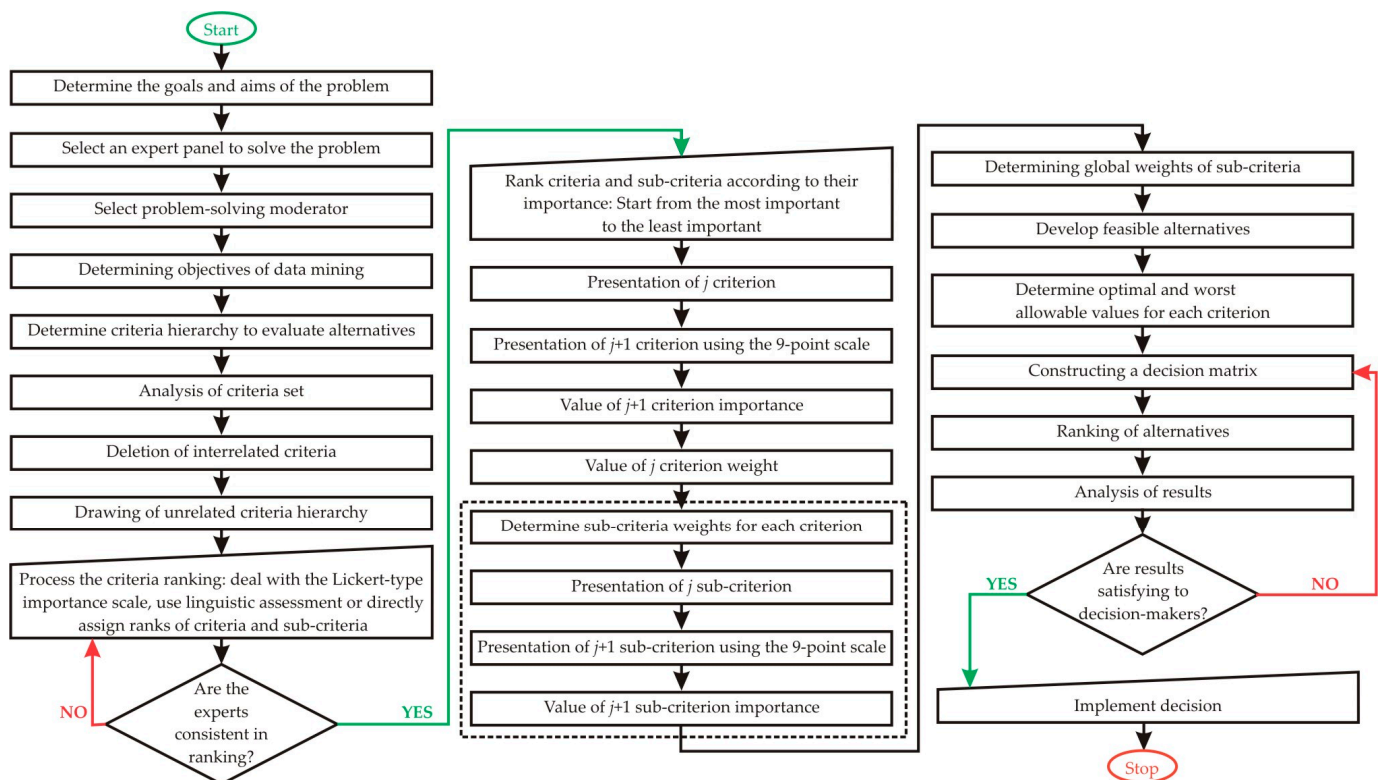 Start
Determine the goals and aims of the problem
Select an expert panel to solve the problem
Select problem-solving moderator
Determining objectives of data mining
Determine criteria hierarchy to evaluate alternatives
Analysis of criteria set
Deletion of interrelated criteria
Drawing of unrelated criteria hierarchy
Process the criteria ranking: deal with the Lickert-type
importance scale, use linguistic assessment or directly
assign ranks of criteria and sub-criteria
Are the
experts
consistent in
ranking?
NO
YES
Rank criteria and sub-criteria according to their
importance: Start from the most important
to the least important
Presentation of j criterion
Presentation of j+1 criterion using the 9-point scale
Value of j+1 criterion importance
Value of j criterion weight
Determine sub-criteria weights for each criterion
Presentation of j sub-criterion
Presentation of j+1 sub-criterion using the 9-point scale
Value of j+1 sub-criterion importance
Determining global weights of sub-criteria
Develop feasible alternatives
Determine optimal and worst
allowable values for each criterion
Constructing a decision matrix
Ranking of alternatives
Analysis of results
Are results
satisfying to
decision-makers?
YES
NO
Implement decision
Stop